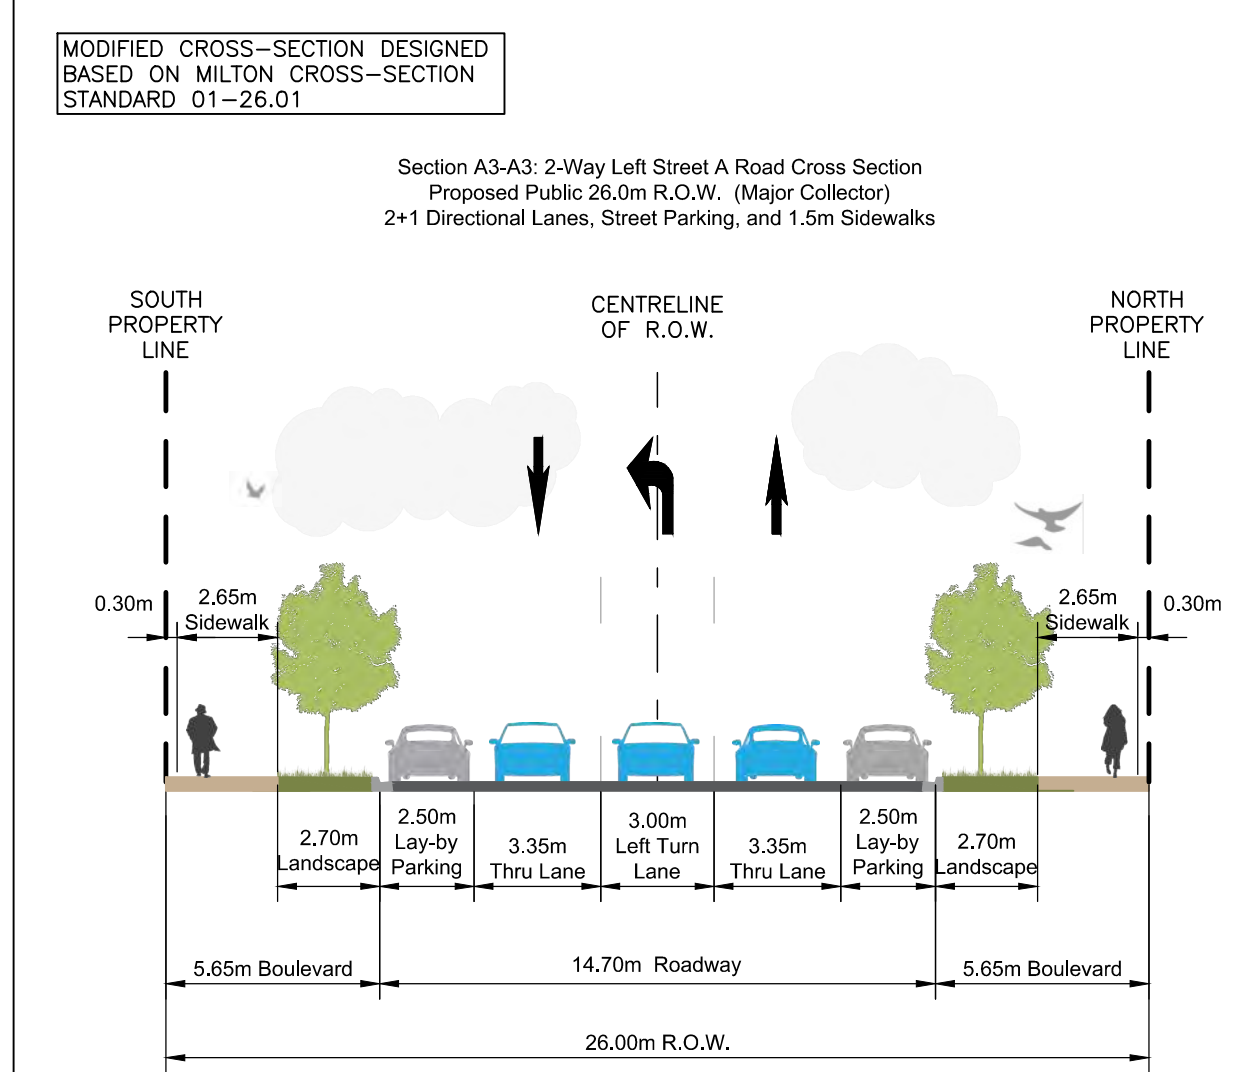 MODIFIED CROSS-SECTION DESIGNED
BASED ON MILTON CROSS-SECTION
STANDARD 01-26.01
Section A3-A3: 2-Way Left Street A Road Cross Section
Proposed Public 26.0m R.O.W. (Major Collector)
2+1 Directional Lanes, Street Parking, and 1.5m Sidewalks
SOUTH
PROPERTY
LINE
CENTRELINE
OF R.O.W.
NORTH
PROPERTY
LINE
0.30m
2.65m
Sidewalk
2.65m
Sidewalk
0.30m
2.70m
Landscape
2.50m
Lay-by
Parking
3.35m
Thru Lane
3.00m
Left Turn
Lane
3.35m
Thru Lane
2.50m
Lay-by
Parking
2.70m
Landscape
5.65m Boulevard
14.70m Roadway
5.65m Boulevard
26.00m R.O.W.